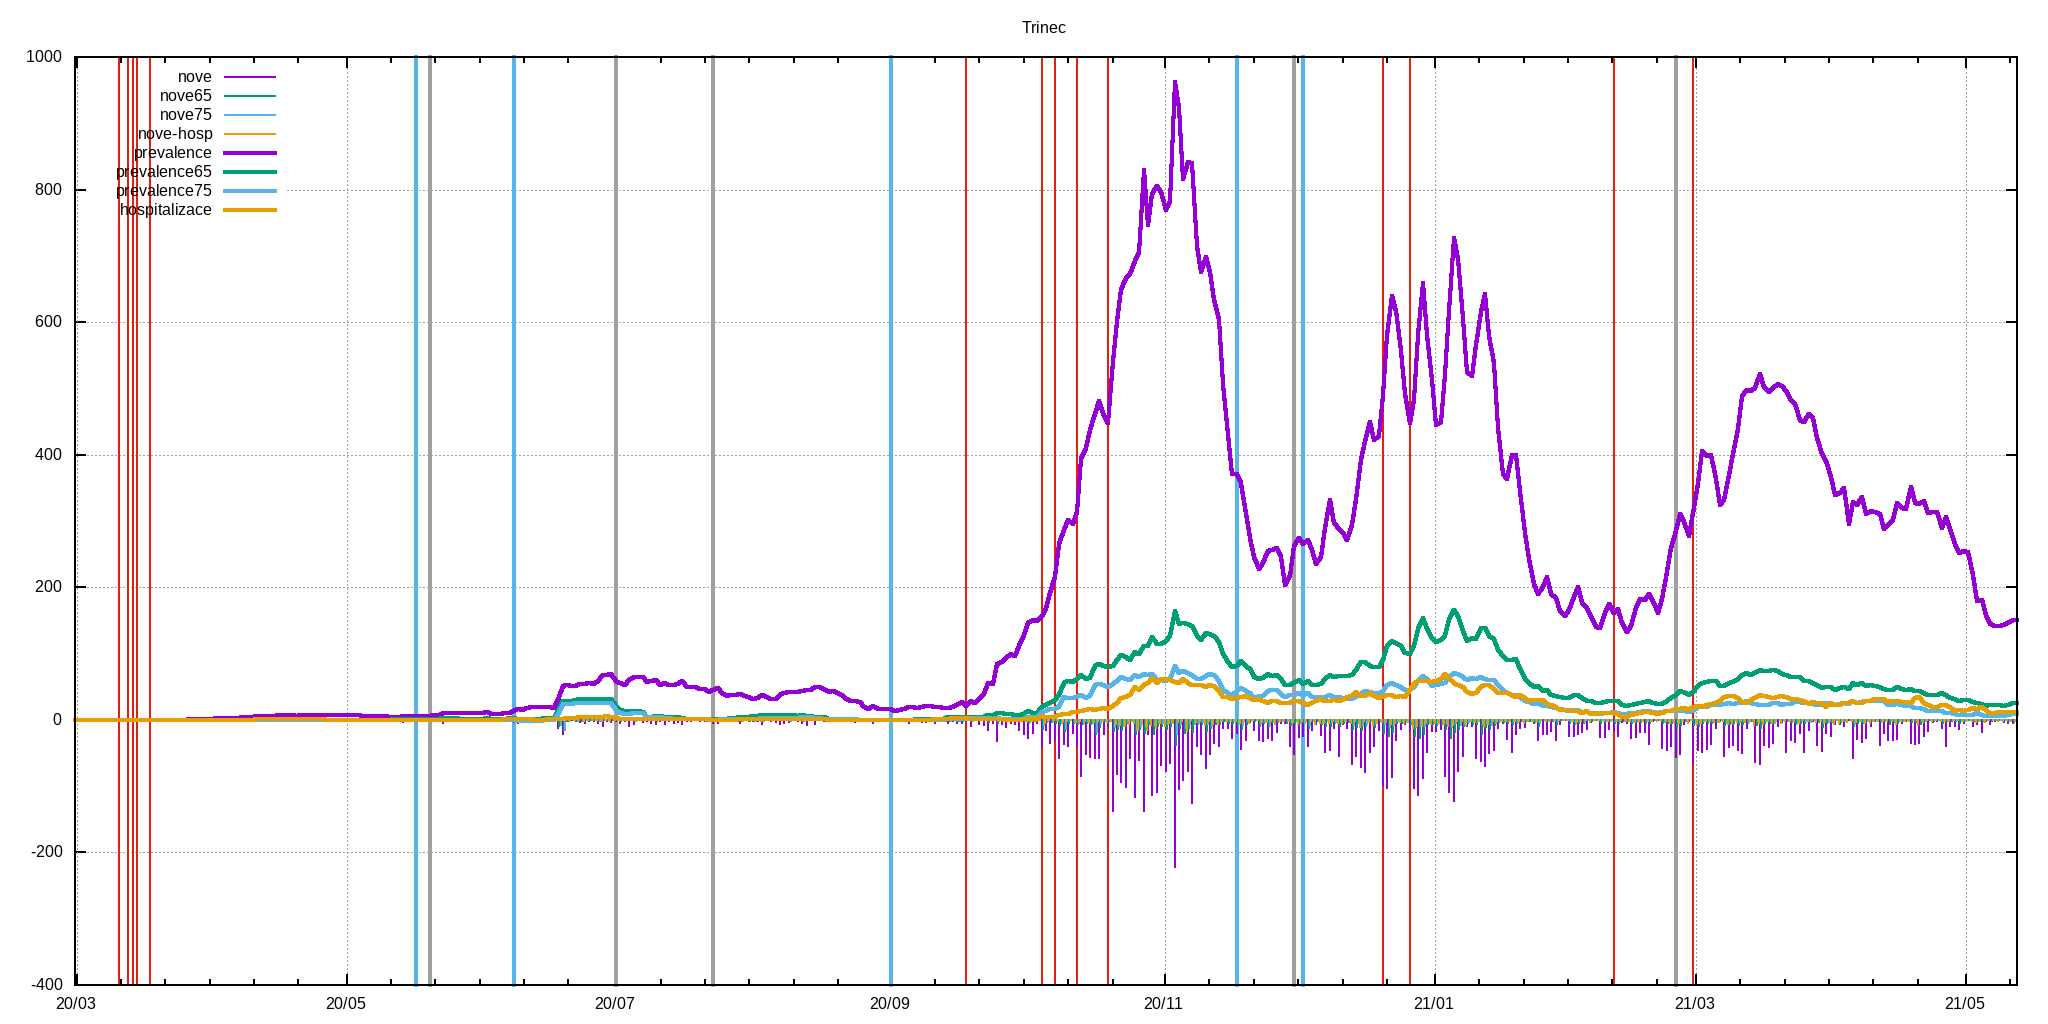 Trinec
1000
800
600
400
200
0
-200
-400
nove
nove65
nove75
nove-hosp
prevalence
prevalence65
prevalence75
hospitalizace
20/03
20/05
20/07
20/09
20/11
21/01
21/03
21/05